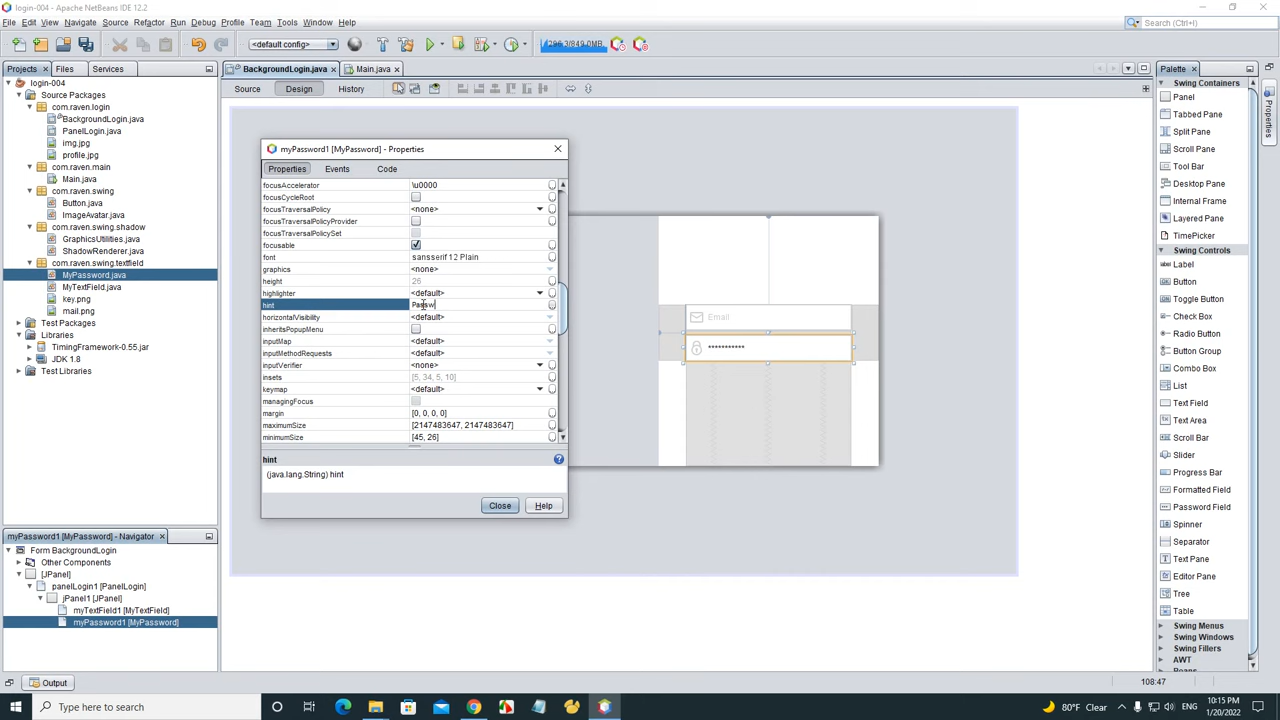 login-004 - Apache NetBeans IDE 12.2
File Edit View Navigate Source Refactor Run Debug Profile Team Tools Window Help
Search (Ctrl+I)
<default config>
296.3/849.0MB
Projects Files Services
BackgroundLogin.java Main.java
Palette
Source Design History
login-004
Source Packages
com.raven.login
BackgroundLogin.java
PanelLogin.java
img.jpg
profile.jpg
com.raven.main
Main.java
com.raven.swing
Button.java
ImageAvatar.java
com.raven.swing.shadow
GraphicsUtilities.java
ShadowRenderer.java
com.raven.swing.textfield
MyPassword.java
MyTextField.java
key.png
mail.png
Test Packages
Libraries
TimingFramework-0.55.jar
JDK 1.8
Test Libraries
myPassword1 [MyPassword] - Navigator
Form BackgroundLogin
Other Components
[JPanel]
panelLogin1 [PanelLogin]
jPanel1 [JPanel]
myTextField1 [MyTextField]
myPassword1 [MyPassword]
myPassword1 [MyPassword] - Properties
Properties Events Code
focusAccelerator \u0000
focusCycleRoot
focusTraversalPolicy <none>
focusTraversalPolicyProvider
focusTraversalPolicySet
focusable
font sansserif 12 Plain
graphics <none>
height 26
highlighter <default>
hint Passw
horizontalVisibility <default>
inheritsPopupMenu
inputMap <default>
inputMethodRequests <default>
inputVerifier <none>
insets [5, 34, 5, 10]
keymap <default>
managingFocus
margin [0, 0, 0, 0]
maximumSize
minimumSize [45, 26]
hint
(java.lang.String) hint
Close Help
Email
***********
Swing Containers
Panel
Tabbed Pane
Split Pane
Scroll Pane
Tool Bar
Desktop Pane
Internal Frame
Layered Pane
TimePicker
Swing Controls
Label
Button
Toggle Button
Check Box
Radio Button
Button Group
Combo Box
List
Text Field
Text Area
Scroll Bar
Slider
Progress Bar
Formatted Field
Password Field
Spinner
Separator
Text Pane
Editor Pane
Tree
Table
Swing Menus
Swing Windows
Swing Fillers
AWT
Properties
Output
108:47
Type here to search
80°F Clear
ENG
10:15 PM
1/20/2022